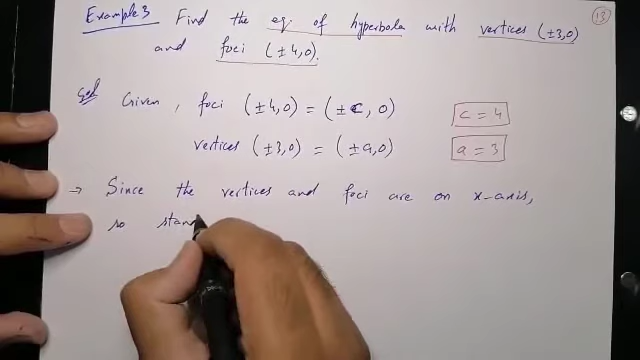 Example 3 Find the eq. of hyperbola with vertices (±3,0)
and foci (±4,0).
13
Sol Given, foci (±4,0) = (±c, 0)
c = 4
vertices (±3,0) = (±a,0)
a = 3
→ Since the vertices and foci are on x-axis,
so stan